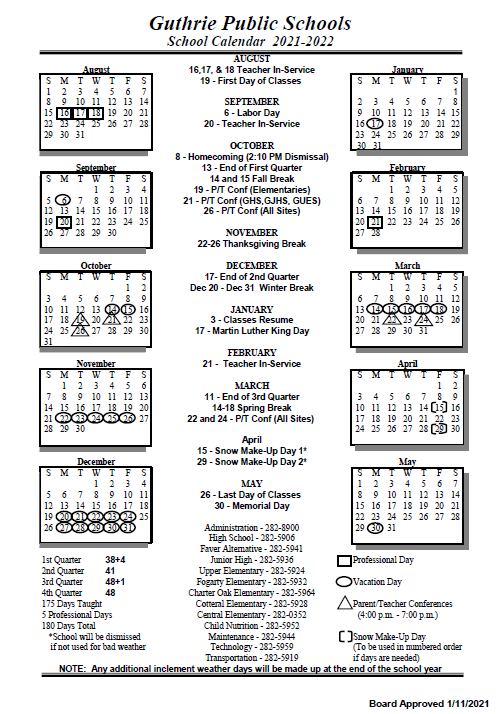 Guthrie Public Schools
School Calendar 2021-2022
August
S M T W T F S
1 2 3 4 5 6 7
8 9 10 11 12 13 14
15 16 17 18 19 20 21
22 23 24 25 26 27 28
29 30 31
September
S M T W T F S
1 2 3 4
5 6 7 8 9 10 11
12 13 14 15 16 17 18
19 20 21 22 23 24 25
26 27 28 29 30
October
S M T W T F S
1 2
3 4 5 6 7 8 9
10 11 12 13 14 15 16
17 18 19 20 21 22 23
24 25 26 27 28 29 30
31
November
S M T W T F S
1 2 3 4 5 6
7 8 9 10 11 12 13
14 15 16 17 18 19 20
21 22 23 24 25 26 27
28 29 30
December
S M T W T F S
1 2 3 4
5 6 7 8 9 10 11
12 13 14 15 16 17 18
19 20 21 22 23 24 25
26 27 28 29 30 31
1st Quarter 38+4
2nd Quarter 41
3rd Quarter 48+1
4th Quarter 48
175 Days Taught
5 Professional Days
180 Days Total
*School will be dismissed
if not used for bad weather
AUGUST
16,17, & 18 Teacher In-Service
19 - First Day of Classes
SEPTEMBER
6 - Labor Day
20 - Teacher In-Service
OCTOBER
8 - Homecoming (2:10 PM Dismissal)
13 - End of First Quarter
14 and 15 Fall Break
19 - P/T Conf (Elementaries)
21 - P/T Conf (GHS,GJHS, GUES)
26 - P/T Conf (All Sites)
NOVEMBER
22-26 Thanksgiving Break
DECEMBER
17- End of 2nd Quarter
Dec 20 - Dec 31 Winter Break
JANUARY
3 - Classes Resume
17 - Martin Luther King Day
FEBRUARY
21 - Teacher In-Service
MARCH
11 - End of 3rd Quarter
14-18 Spring Break
22 and 24 - P/T Conf (All Sites)
April
15 - Snow Make-Up Day 1*
29 - Snow Make-Up Day 2*
MAY
26 - Last Day of Classes
30 - Memorial Day
Administration - 282-8900
High School - 282-5906
Faver Alternative - 282-5941
Junior High - 282-5936
Upper Elementary - 282-5924
Fogarty Elementary - 282-5932
Charter Oak Elementary - 282-5964
Cotteral Elementary - 282-5928
Central Elementary - 282-0352
Child Nutrition - 282-5952
Maintenance - 282-5944
Technology - 282-5959
Transportation - 282-5919
January
S M T W T F S
1
2 3 4 5 6 7 8
9 10 11 12 13 14 15
16 17 18 19 20 21 22
23 24 25 26 27 28 29
30 31
February
S M T W T F S
1 2 3 4 5
6 7 8 9 10 11 12
13 14 15 16 17 18 19
20 21 22 23 24 25 26
27 28
March
S M T W T F S
1 2 3 4 5
6 7 8 9 10 11 12
13 14 15 16 17 18 19
20 21 22 23 24 25 26
27 28 29 30 31
April
S M T W T F S
1 2
3 4 5 6 7 8 9
10 11 12 13 14 15 16
17 18 19 20 21 22 23
24 25 26 27 28 29 30
May
S M T W T F S
1 2 3 4 5 6 7
8 9 10 11 12 13 14
15 16 17 18 19 20 21
22 23 24 25 26 27 28
29 30 31
Professional Day
Vacation Day
Parent/Teacher Conferences
(4:00 p.m. - 7:00 p.m.)
Snow Make-Up Day
(To be used in numbered order
if days are needed)
NOTE: Any additional inclement weather days will be made up at the end of the school year
Board Approved 1/11/2021